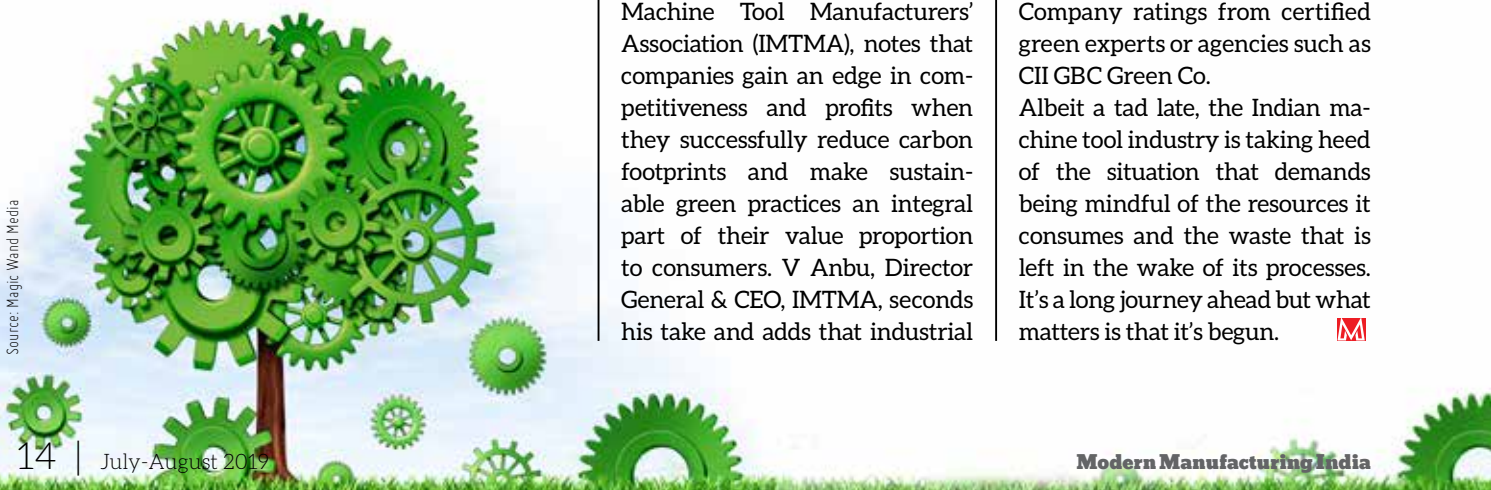 Machine Tool Manufacturers’
Association (IMTMA), notes that
companies gain an edge in com-
petitiveness and profits when
they successfully reduce carbon
footprints and make sustain-
able green practices an integral
part of their value proportion
to consumers. V Anbu, Director
General & CEO, IMTMA, seconds
his take and adds that industrial
Company ratings from certified
green experts or agencies such as
CII GBC Green Co.
Albeit a tad late, the Indian ma-
chine tool industry is taking heed
of the situation that demands
being mindful of the resources it
consumes and the waste that is
left in the wake of its processes.
It’s a long journey ahead but what
matters is that it’s begun.
M
Source: Magic Wand Media
14 | July-August 2019
Modern Manufacturing India